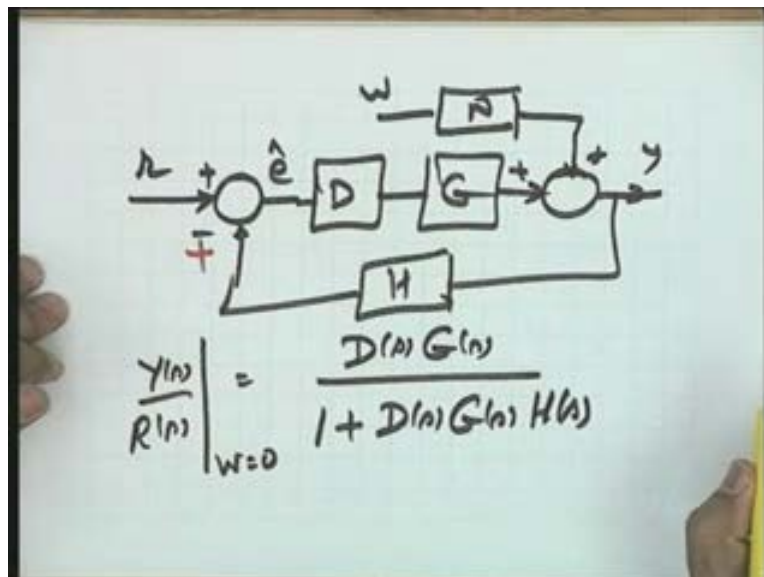 w N
r + ê D G + + y
- +
H
Y(s) / R(s) | W=0 = D(s) G(s) / 1 + D(s) G(s) H(s)